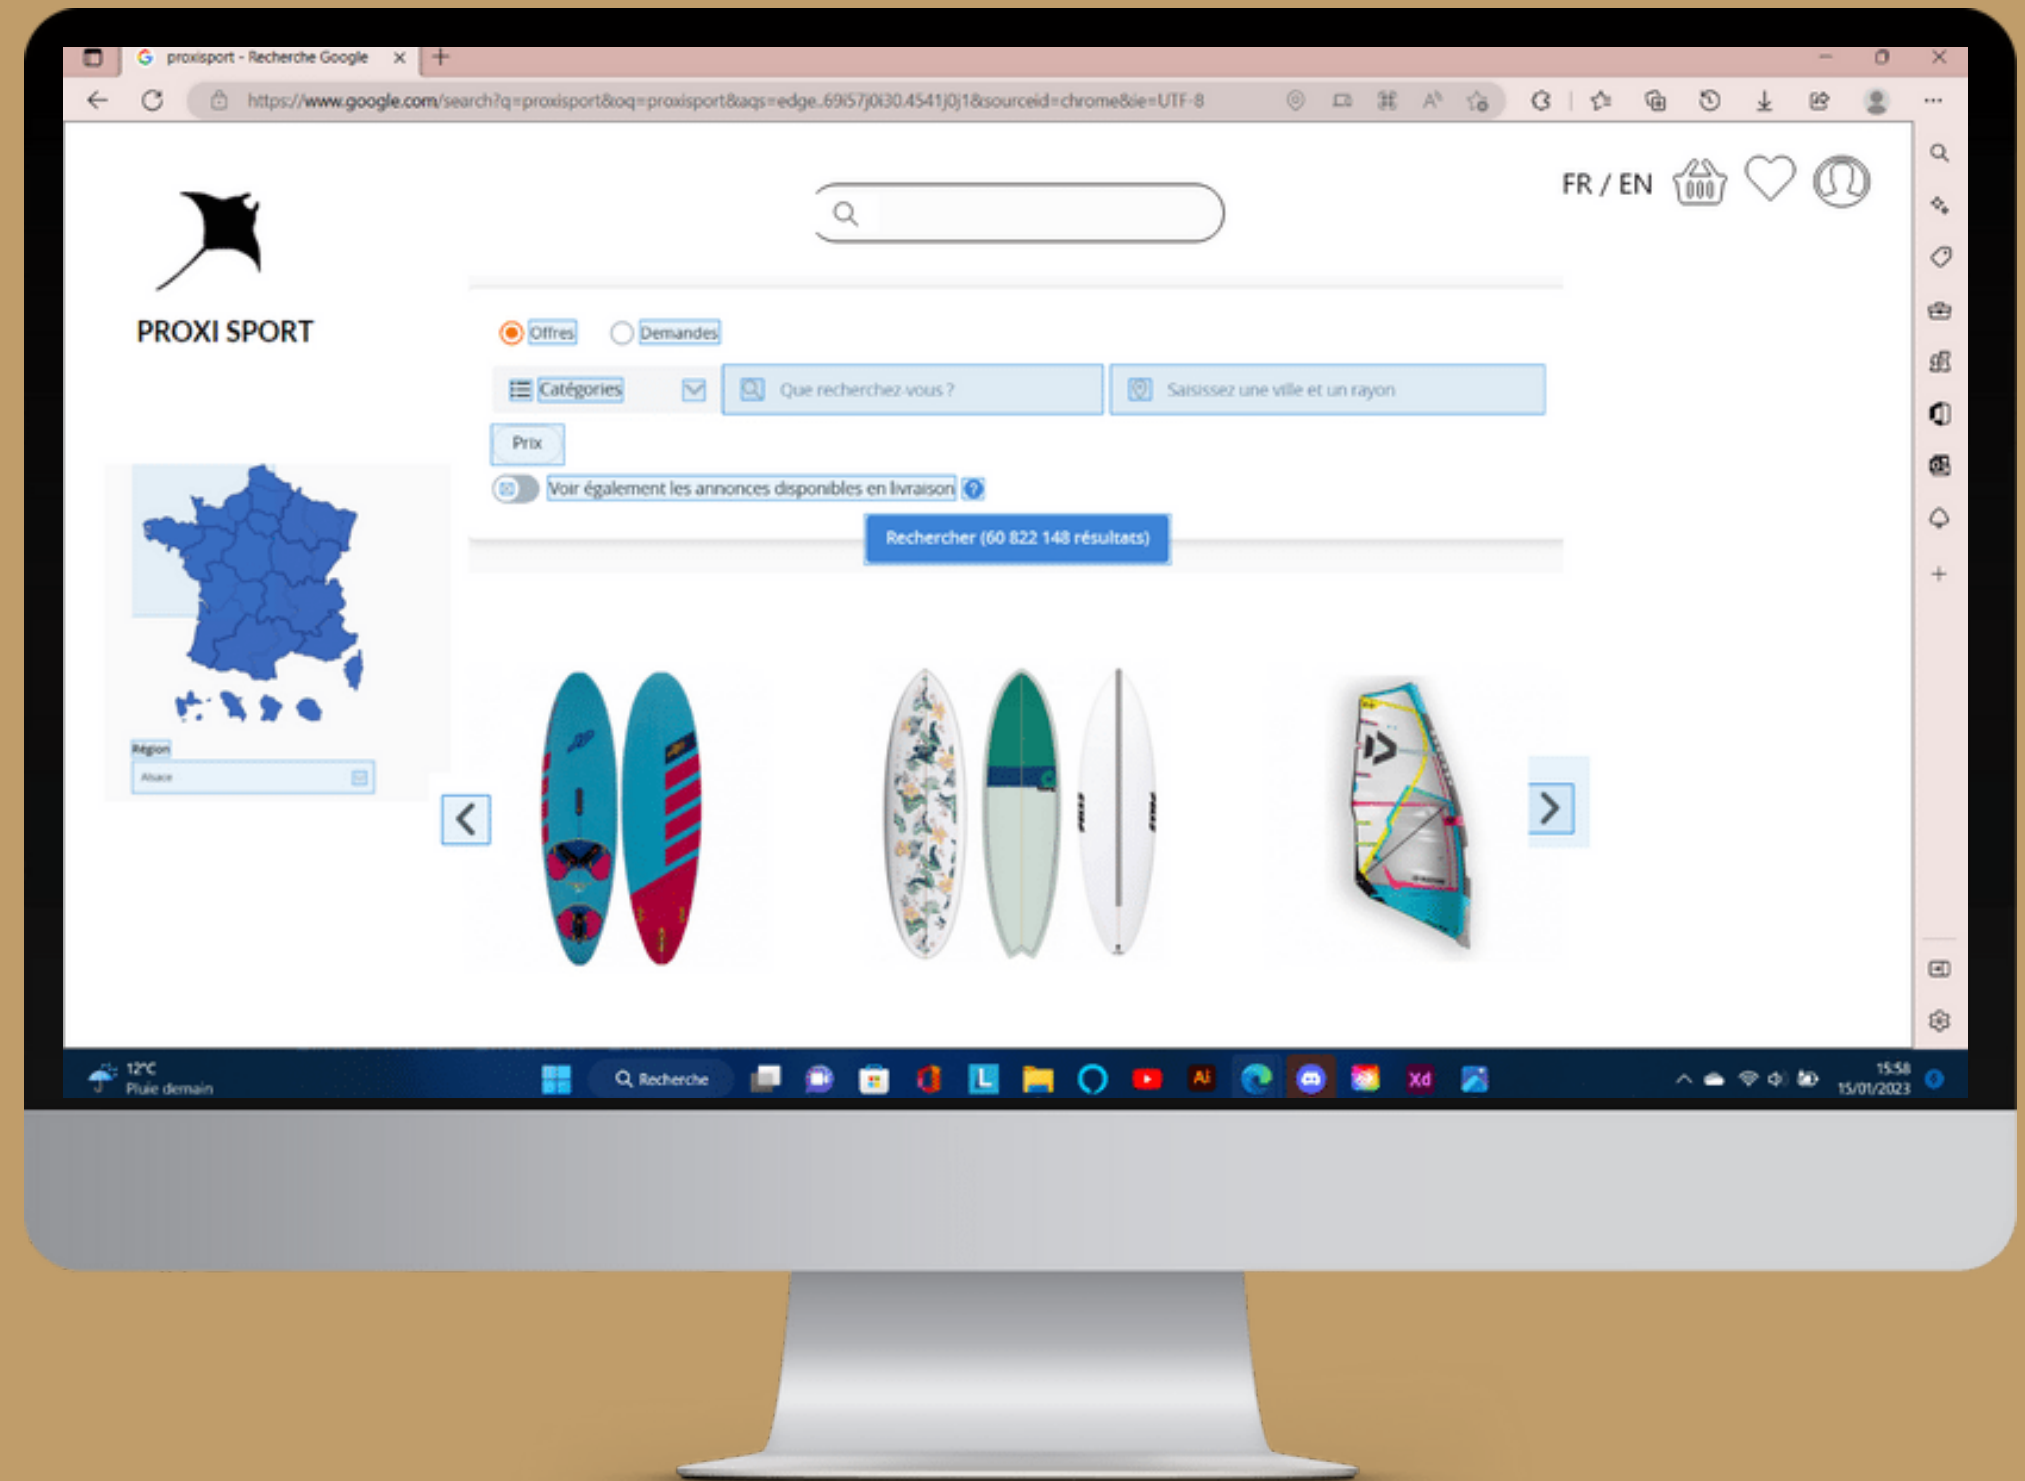 proxisport - Recherche Google
https://www.google.com/search?q=proxisport&oq=proxisport&aqs=edge..69i57j0i30.4541j0j1&sourceid=chrome&ie=UTF-8
FR / EN
PROXI SPORT
Offres Demandes
Catégories Que recherchez-vous ? Saisissez une ville et un rayon
Prix
Voir également les annonces disponibles en livraison ?
Rechercher (60 822 148 résultats)
Région
Alsace
12°C
Pluie demain
Recherche
L
Ai
Xd
15:58
15/01/2023